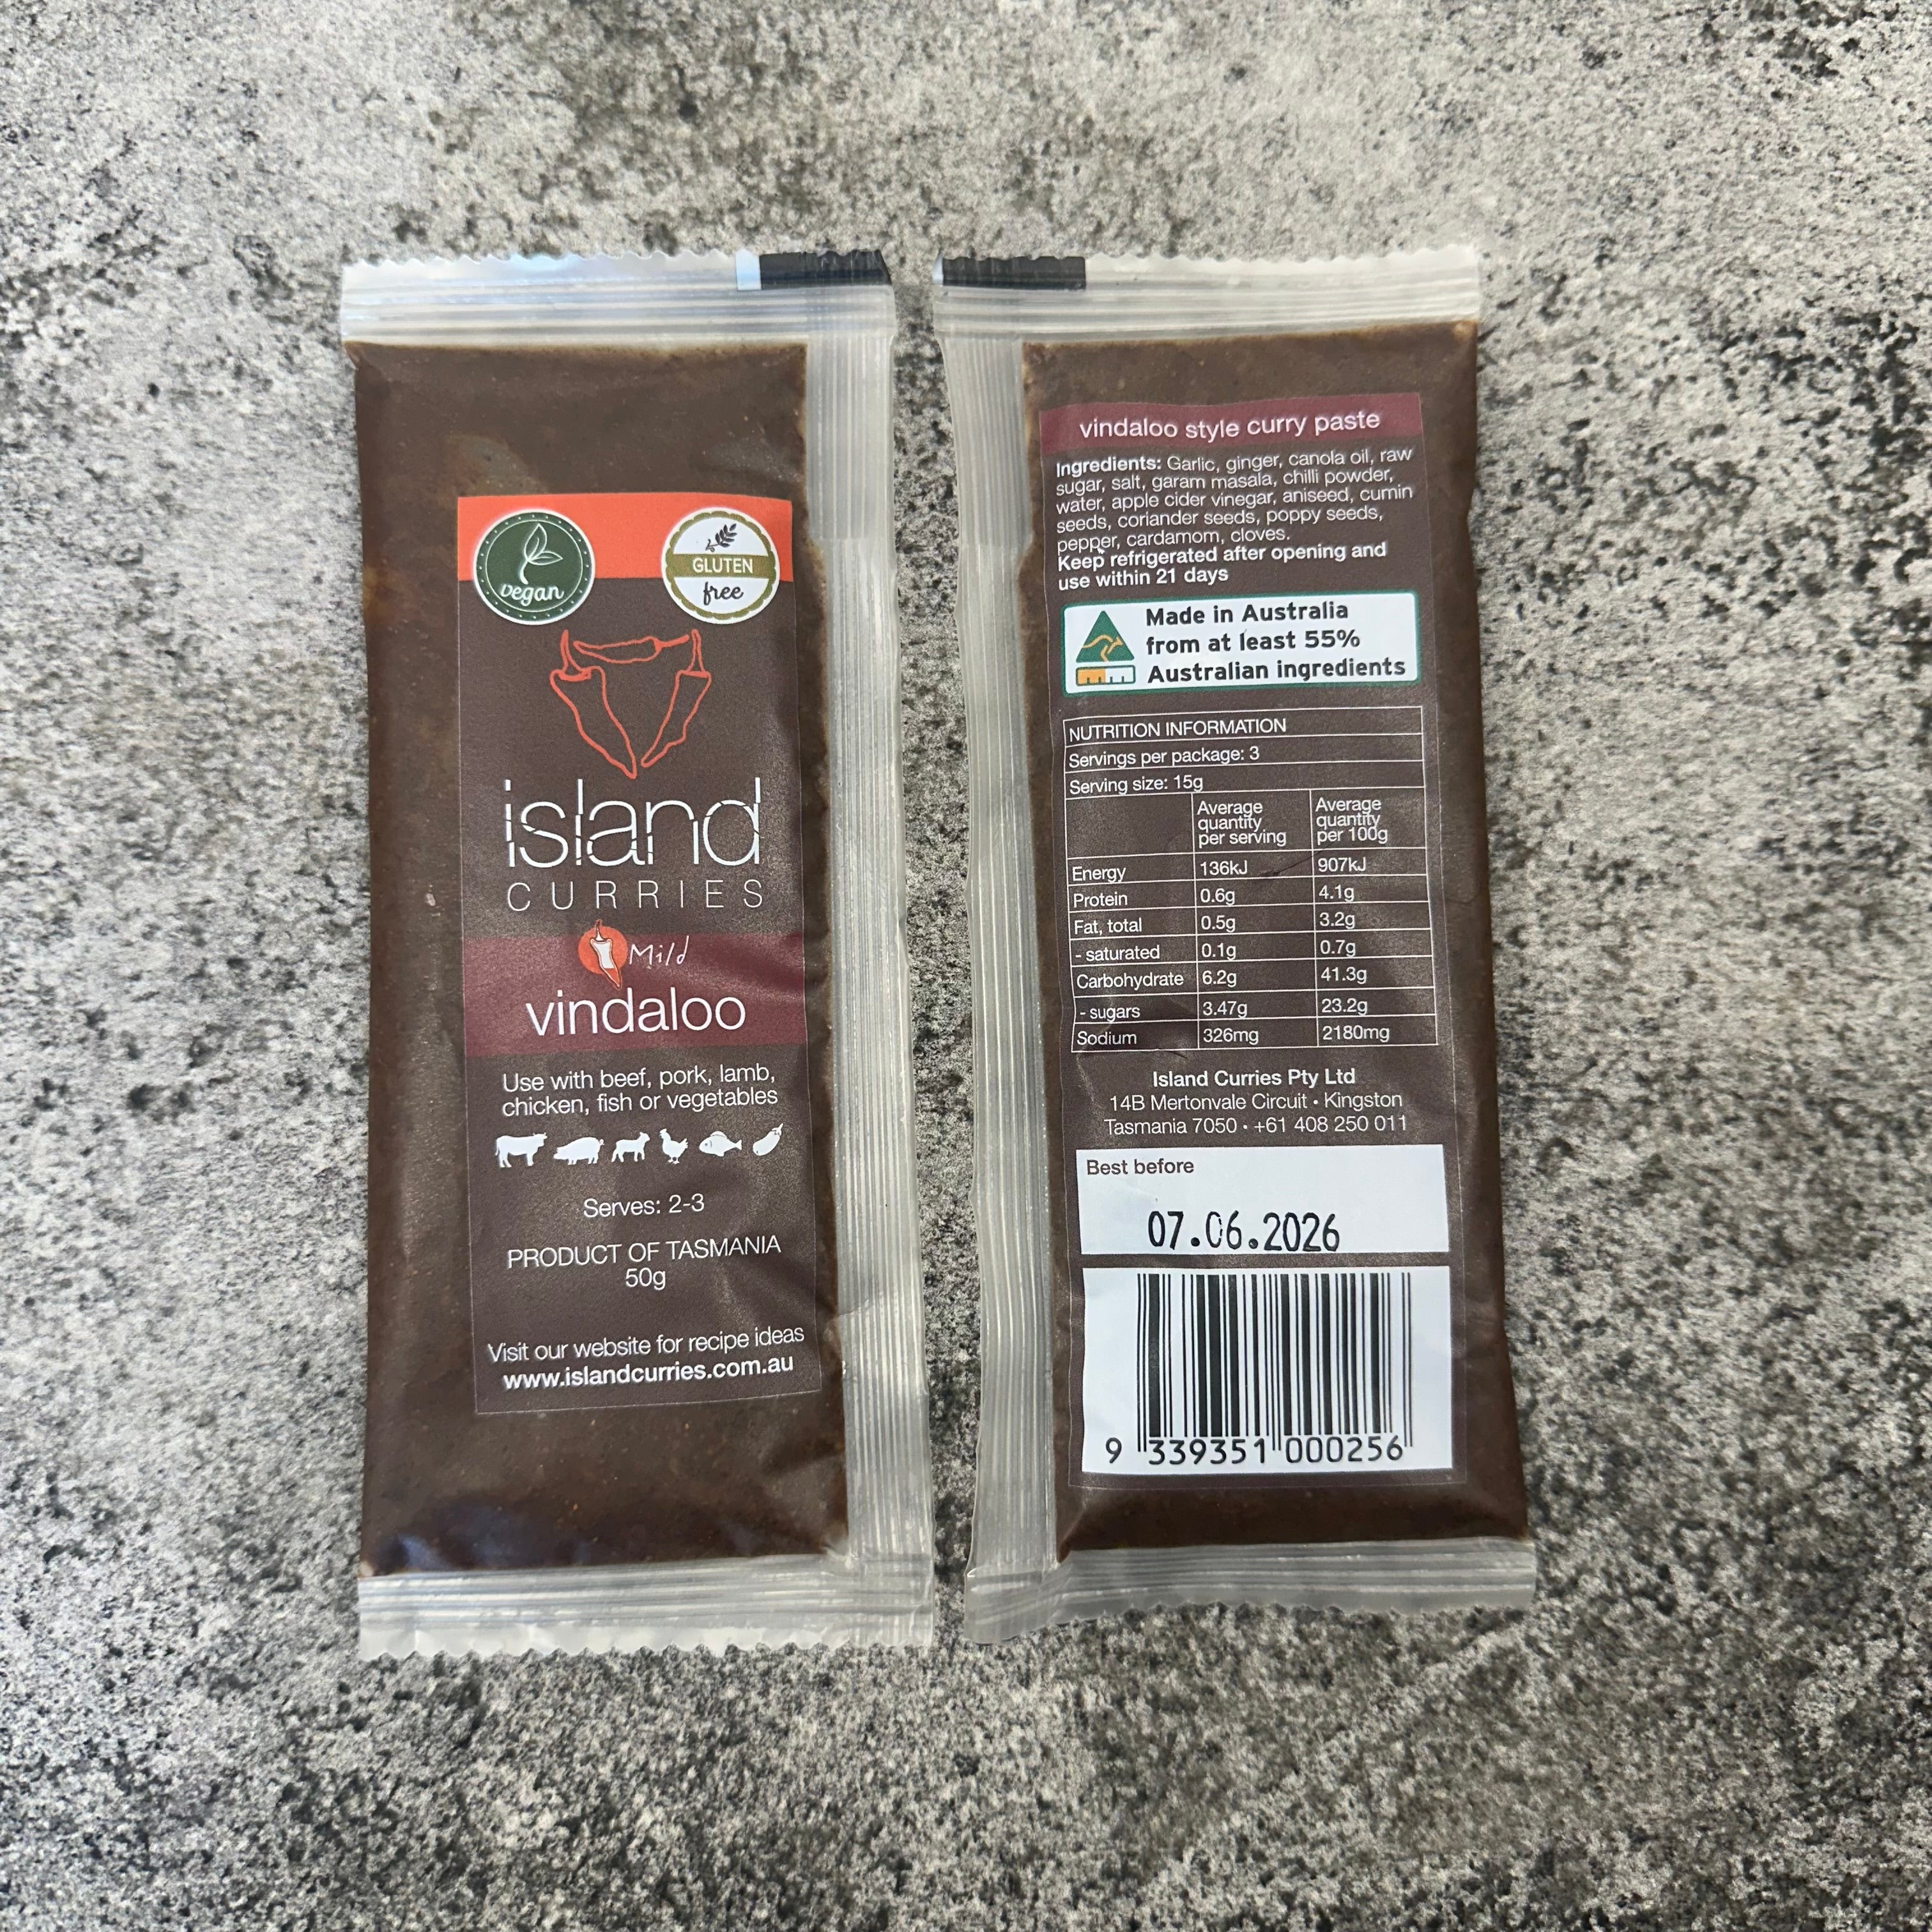 vegan
GLUTEN
free
island
CURRIES
Mild
vindaloo
Use with beef, pork, lamb,
chicken, fish or vegetables
Serves: 2-3
PRODUCT OF TASMANIA
50g
Visit our website for recipe ideas
www.islandcurries.com.au
vindaloo style curry paste
Ingredients: Garlic, ginger, canola oil, raw
sugar, salt, garam masala, chilli powder,
water, apple cider vinegar, aniseed, cumin
seeds, coriander seeds, poppy seeds,
pepper, cardamom, cloves.
Keep refrigerated after opening and
use within 21 days
Made in Australia
from at least 55%
Australian ingredients
NUTRITION INFORMATION
Servings per package: 3
Serving size: 15g
Average quantity per serving Average quantity per 100g
Energy 136kJ 907kJ
Protein 0.6g 4.1g
Fat, total 0.5g 3.2g
- saturated 0.1g 0.7g
Carbohydrate 6.2g 41.3g
- sugars 3.47g 23.2g
Sodium 326mg 2180mg
Island Curries Pty Ltd
14B Mertonvale Circuit • Kingston
Tasmania 7050 • +61 408 250 011
Best before
07.06.2026
9 339351 000256